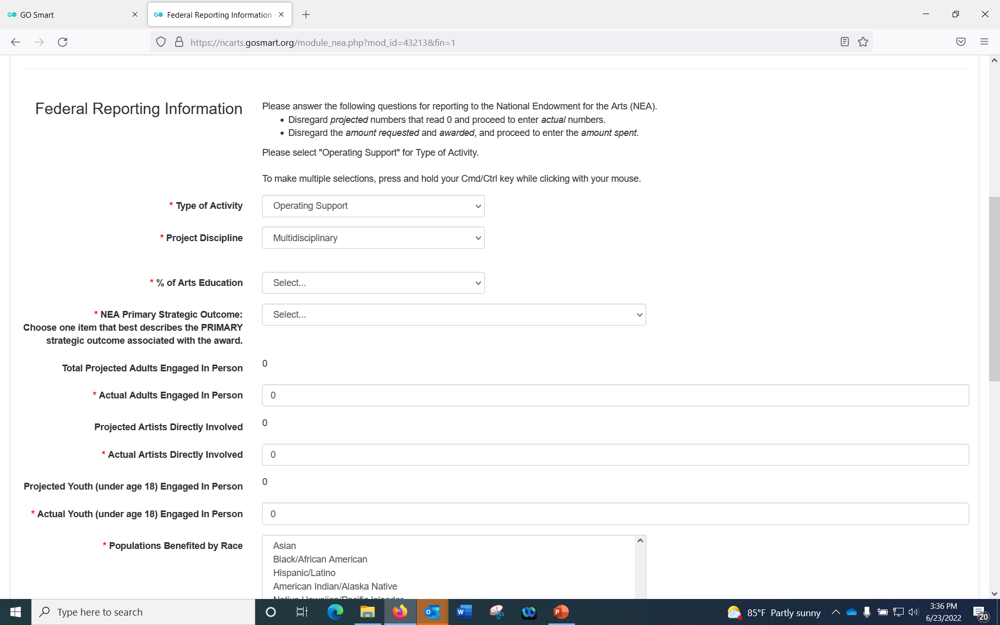 GO GO Smart
GO Federal Reporting Information -
https://ncarts.gosmart.org/module_nea.php?mod_id=43213&fin=1
Federal Reporting Information
Please answer the following questions for reporting to the National Endowment for the Arts (NEA).
• Disregard projected numbers that read 0 and proceed to enter actual numbers.
• Disregard the amount requested and awarded, and proceed to enter the amount spent.
Please select "Operating Support" for Type of Activity.
To make multiple selections, press and hold your Cmd/Ctrl key while clicking with your mouse.
* Type of Activity Operating Support
* Project Discipline Multidisciplinary
* % of Arts Education Select...
* NEA Primary Strategic Outcome: Select...
Choose one item that best describes the PRIMARY
strategic outcome associated with the award.
Total Projected Adults Engaged In Person 0
* Actual Adults Engaged In Person 0
Projected Artists Directly Involved 0
* Actual Artists Directly Involved 0
Projected Youth (under age 18) Engaged In Person 0
* Actual Youth (under age 18) Engaged In Person 0
* Populations Benefited by Race Asian
Black/African American
Hispanic/Latino
American Indian/Alaska Native
Native Hawaiian/Pacific Islander
Type here to search
85°F Partly sunny
3:36 PM
6/23/2022
20